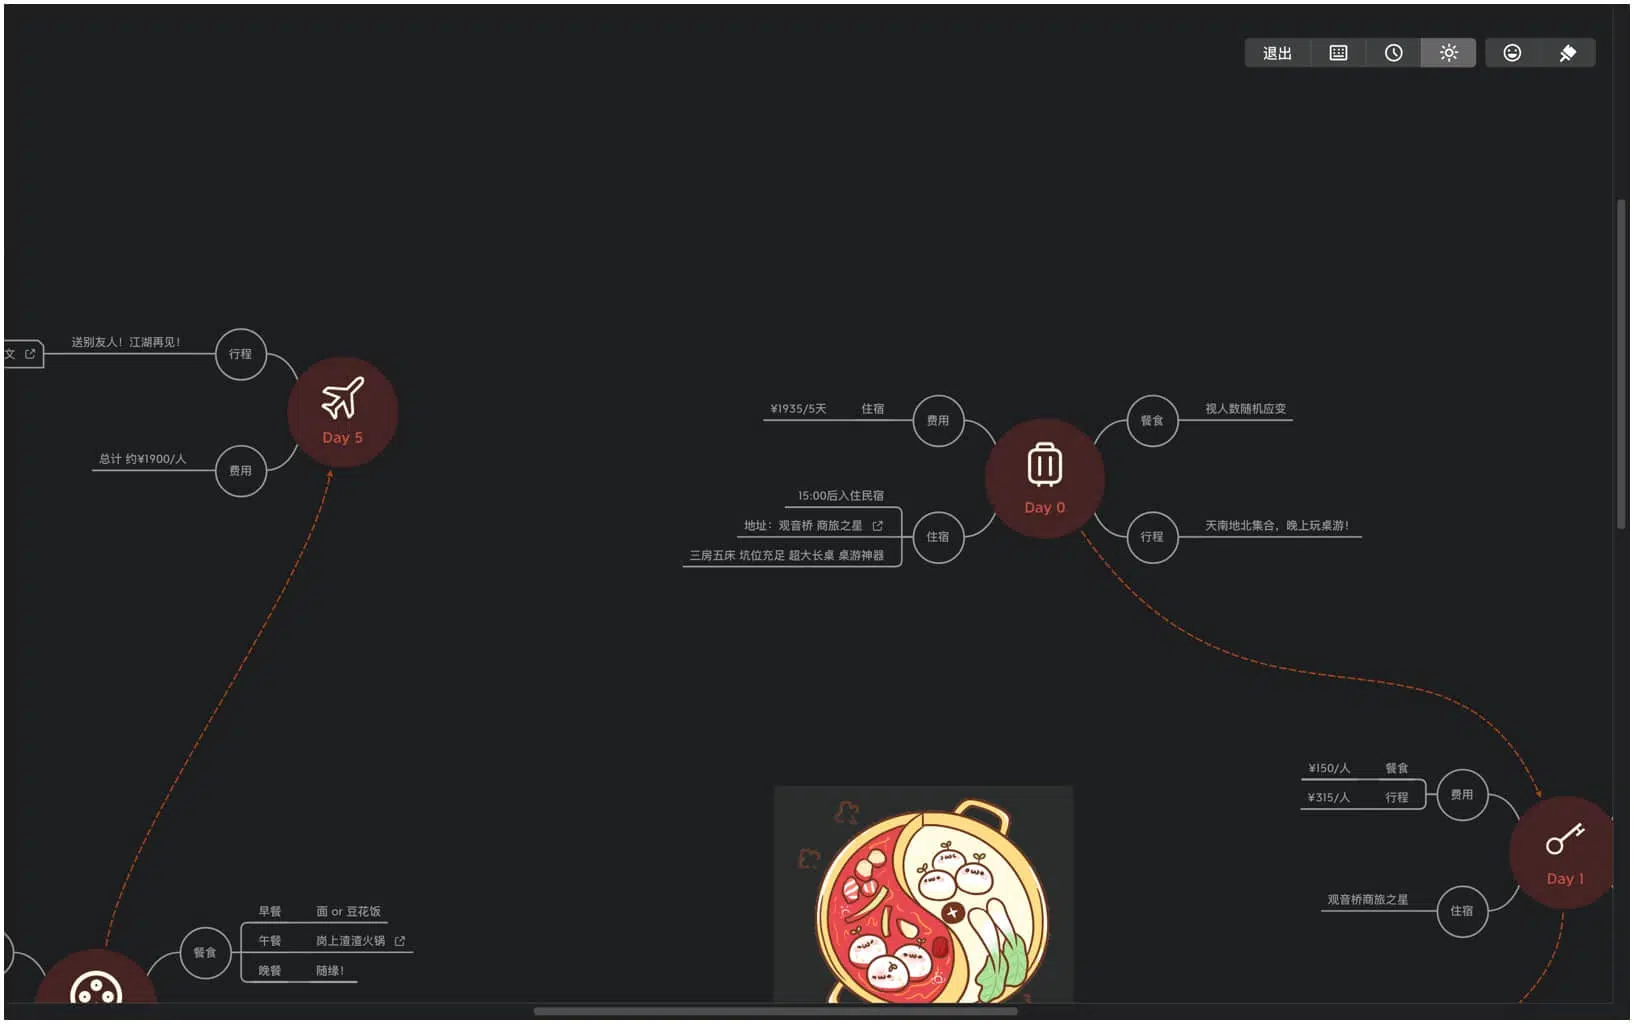 退出
文
送别友人！江湖再见！
行程
Day 5
总计 约¥1900/人
费用
¥1935/5天
住宿
费用
餐食
视人数随机应变
Day 0
15:00后入住民宿
地址：观音桥 商旅之星
三房五床 坑位充足 超大长桌 桌游神器
住宿
行程
天南地北集合，晚上玩桌游！
¥150/人
餐食
¥315/人
行程
费用
Day 1
观音桥商旅之星
住宿
餐食
早餐
面 or 豆花饭
午餐
岗上渣渣火锅
晚餐
随缘！